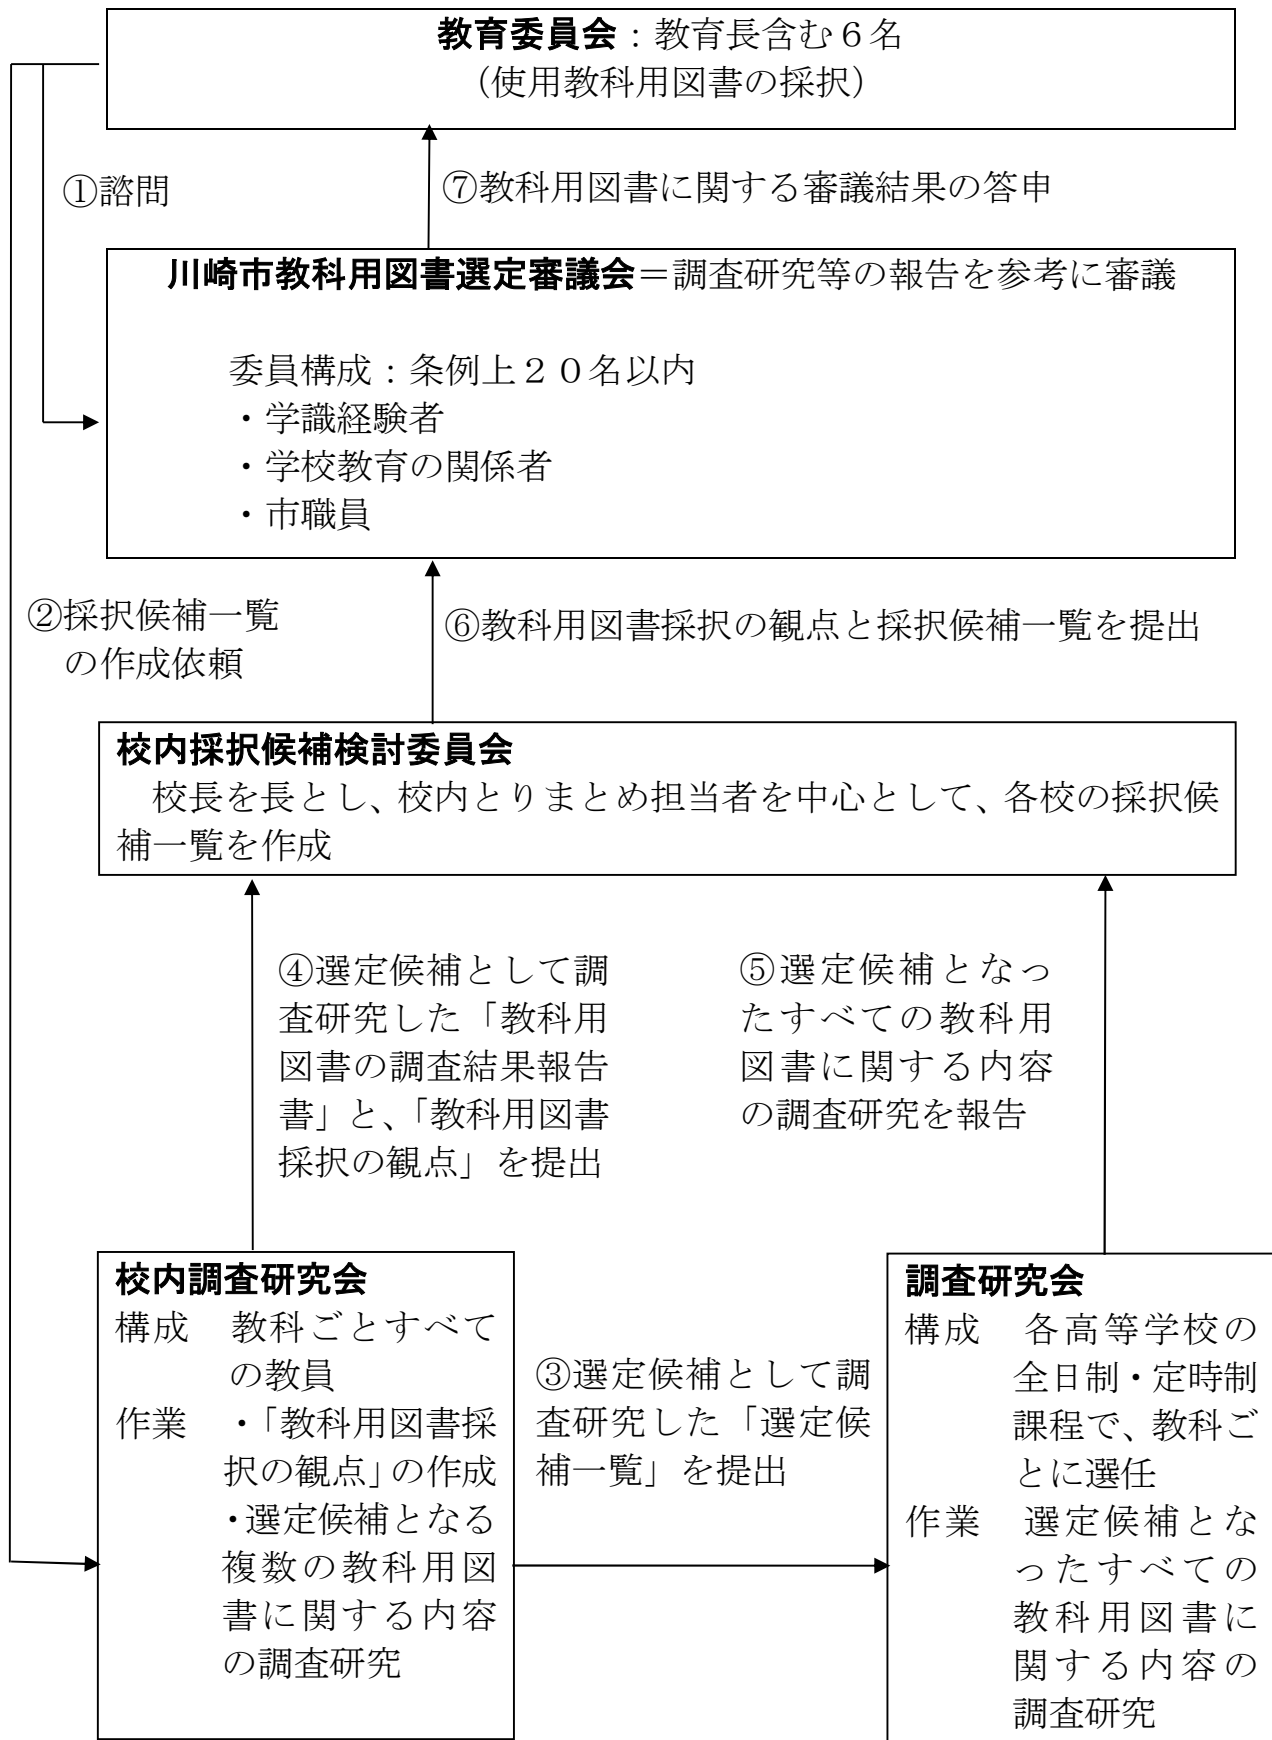 教育委員会：教育長含む６名
（使用教科用図書の採択）
①諮問
⑦教科用図書に関する審議結果の答申
川崎市教科用図書選定審議会＝調査研究等の報告を参考に審議
委員構成：条例上２０名以内
・学識経験者
・学校教育の関係者
・市職員
②採択候補一覧
の作成依頼
⑥教科用図書採択の観点と採択候補一覧を提出
校内採択候補検討委員会
校長を長とし、校内とりまとめ担当者を中心として、各校の採択候
補一覧を作成
④選定候補として調
査研究した「教科用
図書の調査結果報告
書」と、「教科用図書
採択の観点」を提出
⑤選定候補となっ
たすべての教科用
図書に関する内容
の調査研究を報告
校内調査研究会
構成　教科ごとすべて
の教員
作業　・「教科用図書採
択の観点」の作成
・選定候補となる
複数の教科用図
書に関する内容
の調査研究
③選定候補として調
査研究した「選定候
補一覧」を提出
調査研究会
構成　各高等学校の
全日制・定時制
課程で、教科ご
とに選任
作業　選定候補とな
ったすべての
教科用図書に
関する内容の
調査研究